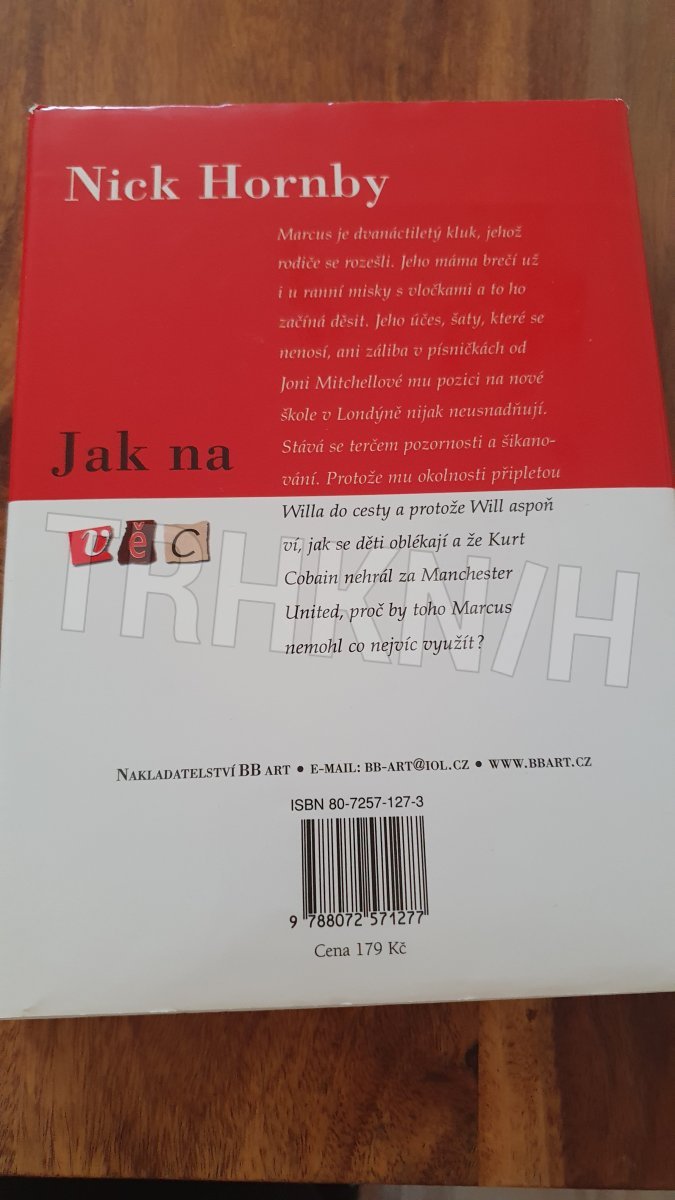 Nick Hornby
Marcus je dvanáctiletý kluk, jehož
rodiče se rozešli. Jeho máma brečí už
i u ranní misky s vločkami a to ho
začíná děsit. Jeho účes, šaty, které se
nenosí, ani záliba v písničkách od
Joni Mitchellové mu pozici na nové
škole v Londýně nijak neusnadňují.
Stává se terčem pozornosti a šikano-
vání. Protože mu okolnosti připletou
Willa do cesty a protože Will aspoň
ví, jak se děti oblékají a že Kurt
Cobain nehrál za Manchester
United, proč by toho Marcus
nemohl co nejvíc využít?
Jak na
věc
TRHKN/H
NAKLADATELSTVÍ BB ART • E-MAIL: BB-ART@IOL.CZ • WWW.BBART.CZ
ISBN 80-7257-127-3
9 788072 571277
Cena 179 Kč